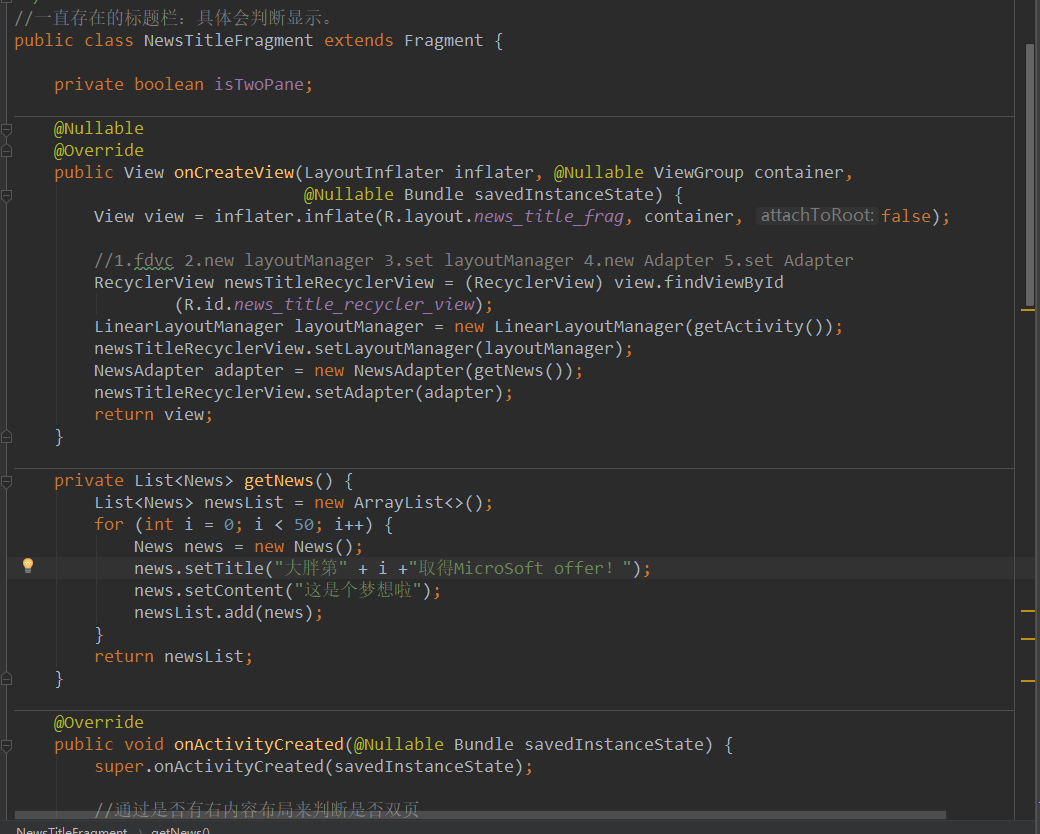 //一直存在的标题栏：具体会判断显示。
public class NewsTitleFragment extends Fragment {
private boolean isTwoPane;
@Nullable
@Override
public View onCreateView(LayoutInflater inflater, @Nullable ViewGroup container,
@Nullable Bundle savedInstanceState) {
View view = inflater.inflate(R.layout.news_title_frag, container, attachToRoot: false);
//1.fdvc 2.new layoutManager 3.set layoutManager 4.new Adapter 5.set Adapter
RecyclerView newsTitleRecyclerView = (RecyclerView) view.findViewById
(R.id.news_title_recycler_view);
LinearLayoutManager layoutManager = new LinearLayoutManager(getActivity());
newsTitleRecyclerView.setLayoutManager(layoutManager);
NewsAdapter adapter = new NewsAdapter(getNews());
newsTitleRecyclerView.setAdapter(adapter);
return view;
}
private List<News> getNews() {
List<News> newsList = new ArrayList<>();
for (int i = 0; i < 50; i++) {
News news = new News();
news.setTitle("大胖第" + i +"取得MicroSoft offer！");
news.setContent("这是个梦想啦");
newsList.add(news);
}
return newsList;
}
@Override
public void onActivityCreated(@Nullable Bundle savedInstanceState) {
super.onActivityCreated(savedInstanceState);
//通过是否有右内容布局来判断是否双页
NewsTitleFragment › getNews()